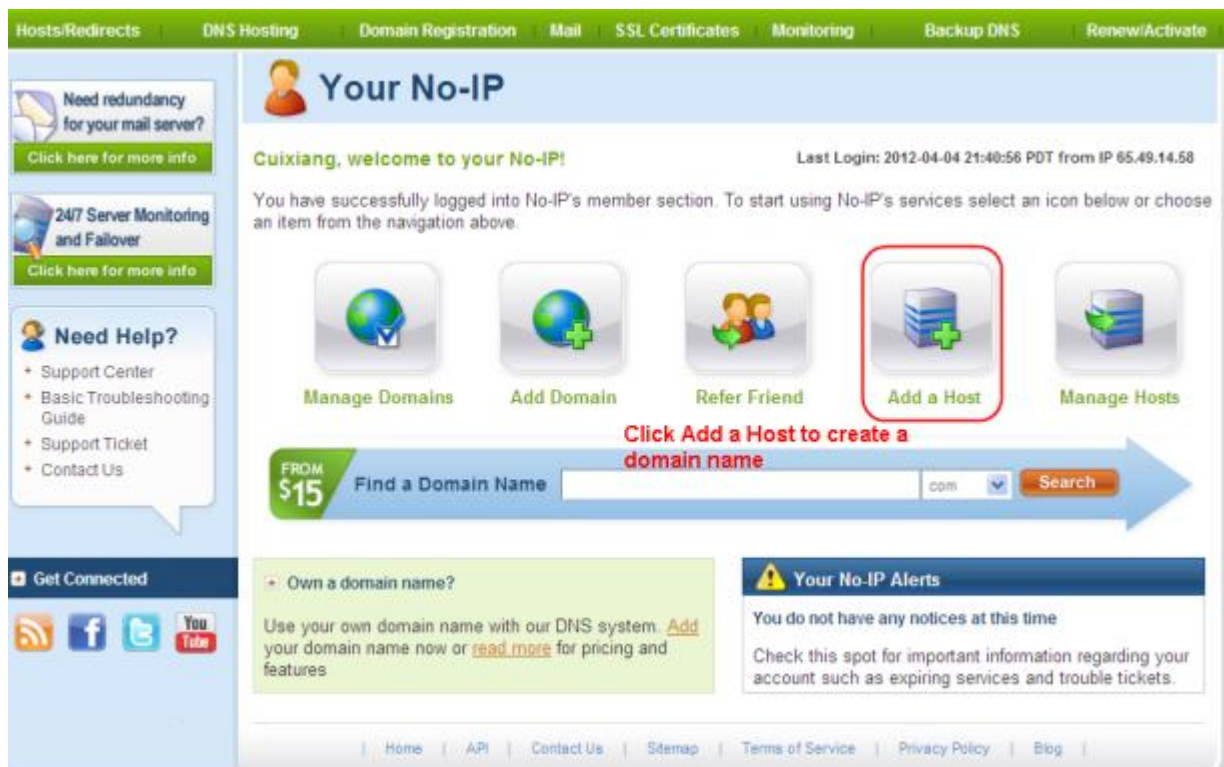 Hosts/Redirects DNS Hosting Domain Registration Mail SSL Certificates Monitoring Backup DNS Renew/Activate
Need redundancy
for your mail server?
Click here for more info
24/7 Server Monitoring
and Failover
Click here for more info
Need Help?
Support Center
Basic Troubleshooting
Guide
Support Ticket
Contact Us
Get Connected
You
Tube
Your No-IP
Cuixiang, welcome to your No-IP!
Last Login: 2012-04-04 21:40:56 PDT from IP 65.49.14.58
You have successfully logged into No-IP's member section. To start using No-IP's services select an icon below or choose
an item from the navigation above.
Manage Domains
Add Domain
Refer Friend
Add a Host
Manage Hosts
Click Add a Host to create a
domain name
FROM
$15
Find a Domain Name
com
Search
Own a domain name?
Use your own domain name with our DNS system. Add
your domain name now or read more for pricing and
features
Your No-IP Alerts
You do not have any notices at this time
Check this spot for important information regarding your
account such as expiring services and trouble tickets.
| Home | API | Contact Us | Sitemap | Terms of Service | Privacy Policy | Blog |